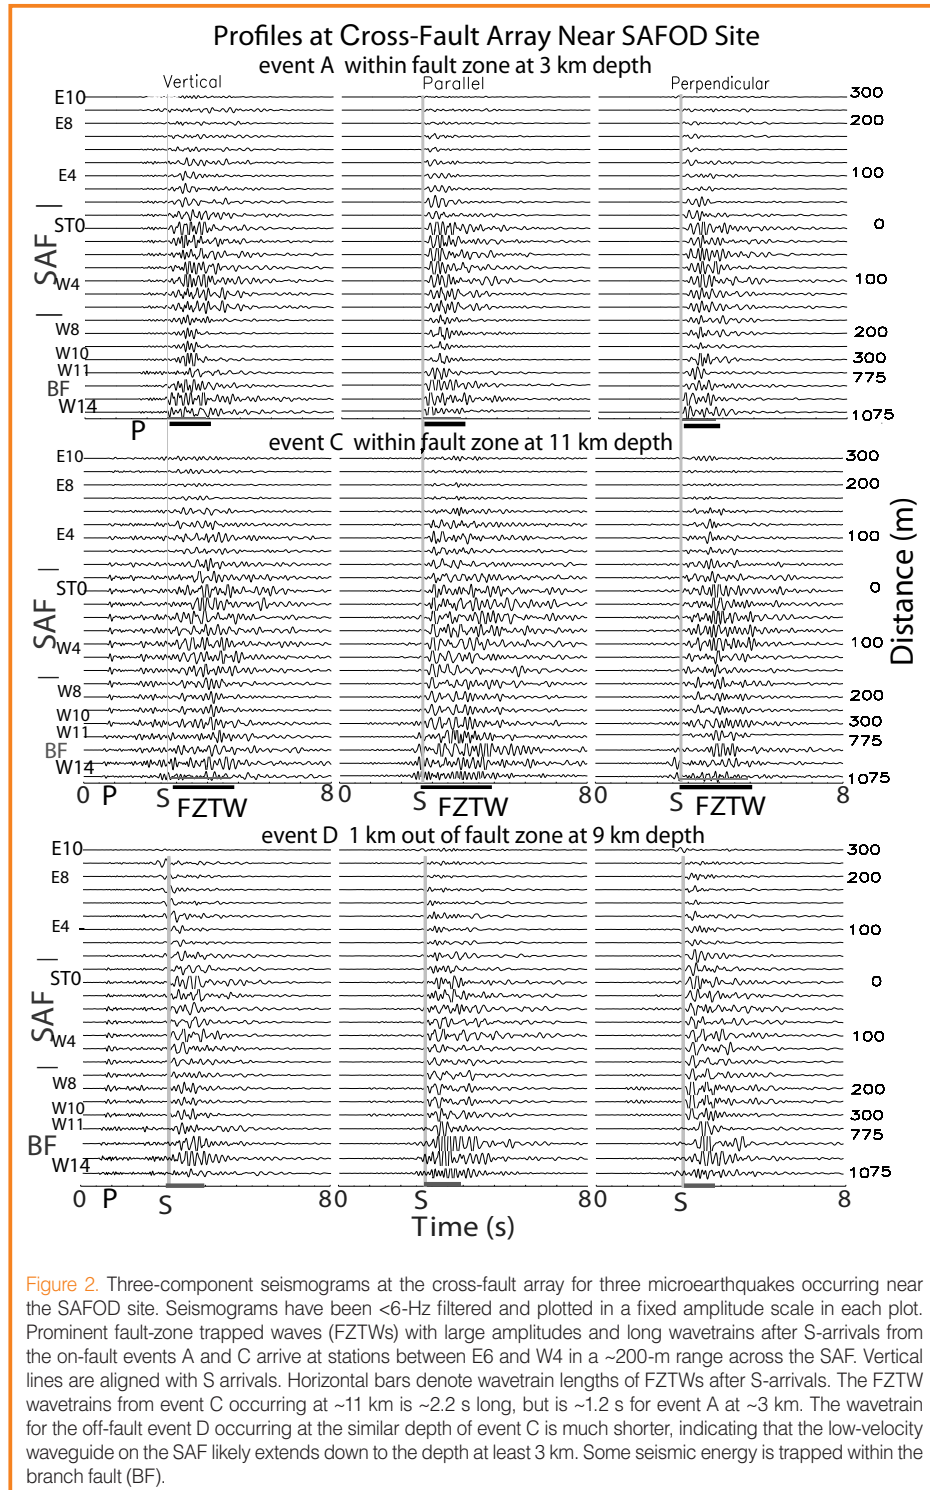 Profiles at Cross-Fault Array Near SAFOD Site
event A within fault zone at 3 km depth
Vertical Parallel Perpendicular
E10 300
E8 200
E4 100
ST0 0
SAF
W4 100
W8 200
W10 300
W11 775
BF
W14 1075
P
event C within fault zone at 11 km depth
E10 300
E8 200
E4 100
ST0 0
SAF
W4 100
W8 200
W10 300
W11 775
BF
W14 1075
0 P S 8 0 S 8 0 S 8
FZTW FZTW FZTW
Distance (m)
event D 1 km out of fault zone at 9 km depth
E10 300
E8 200
E4 100
ST0 0
SAF
W4 100
W8 200
W10 300
W11 775
BF
W14 1075
0 P S 8 0 S 8 0 S 8
Time (s)
Figure 2. Three-component seismograms at the cross-fault array for three microearthquakes occurring near
the SAFOD site. Seismograms have been <6-Hz filtered and plotted in a fixed amplitude scale in each plot.
Prominent fault-zone trapped waves (FZTWs) with large amplitudes and long wavetrains after S-arrivals from
the on-fault events A and C arrive at stations between E6 and W4 in a ~200-m range across the SAF. Vertical
lines are aligned with S arrivals. Horizontal bars denote wavetrain lengths of FZTWs after S-arrivals. The FZTW
wavetrains from event C occurring at ~11 km is ~2.2 s long, but is ~1.2 s for event A at ~3 km. The wavetrain
for the off-fault event D occurring at the similar depth of event C is much shorter, indicating that the low-velocity
waveguide on the SAF likely extends down to the depth at least 3 km. Some seismic energy is trapped within the
branch fault (BF).